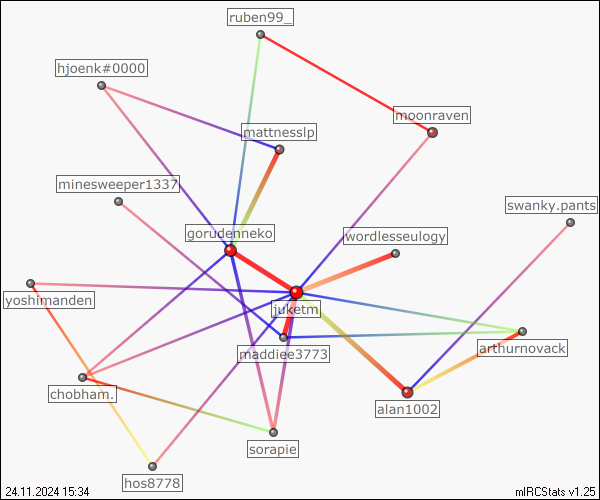 ruben99_
hjoenk#0000
moonraven
mattnesslp
minesweeper1337
swanky.pants
gorudenneko
wordlesseulogy
yoshimanden
juketm
arthurnovack
maddiee3773
chobham.
alan1002
sorapie
hos8778
24.11.2024 15:34
mIRCStats v1.25